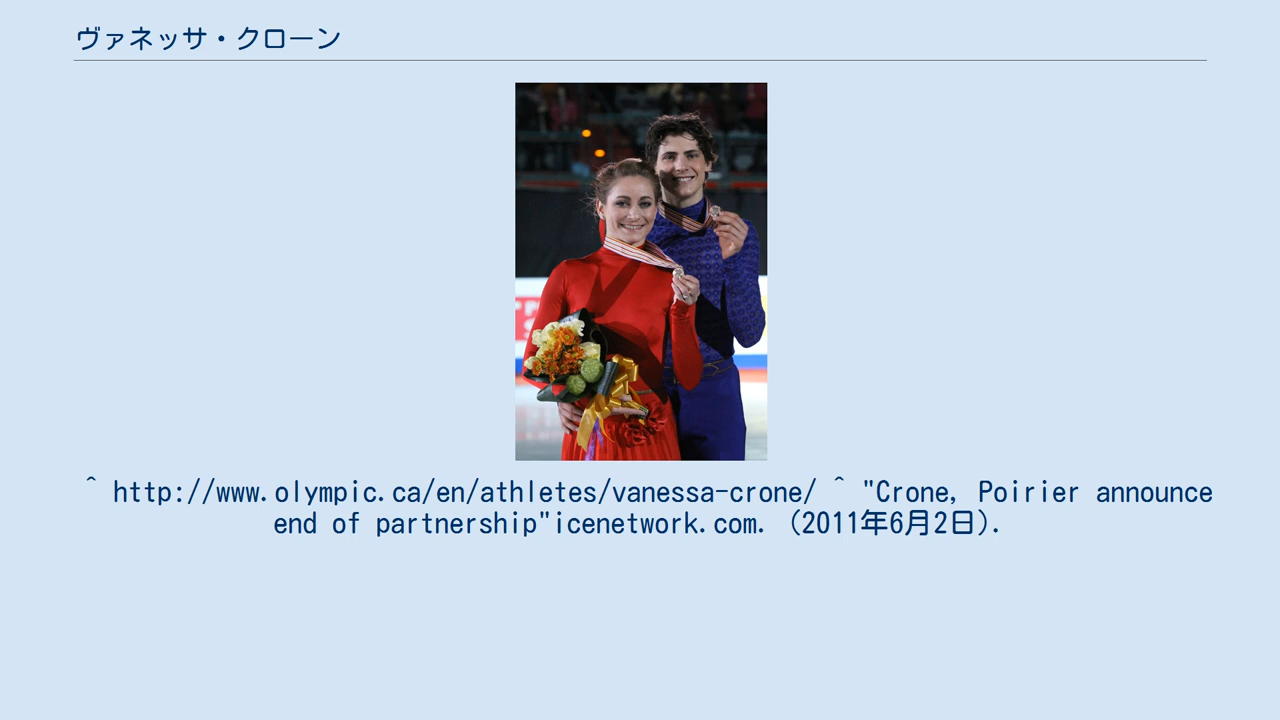 ヴァネッサ・クローン
^ http://www.olympic.ca/en/athletes/vanessa-crone/ ^ "Crone, Poirier announce
end of partnership"icenetwork.com. (2011年6月2日).